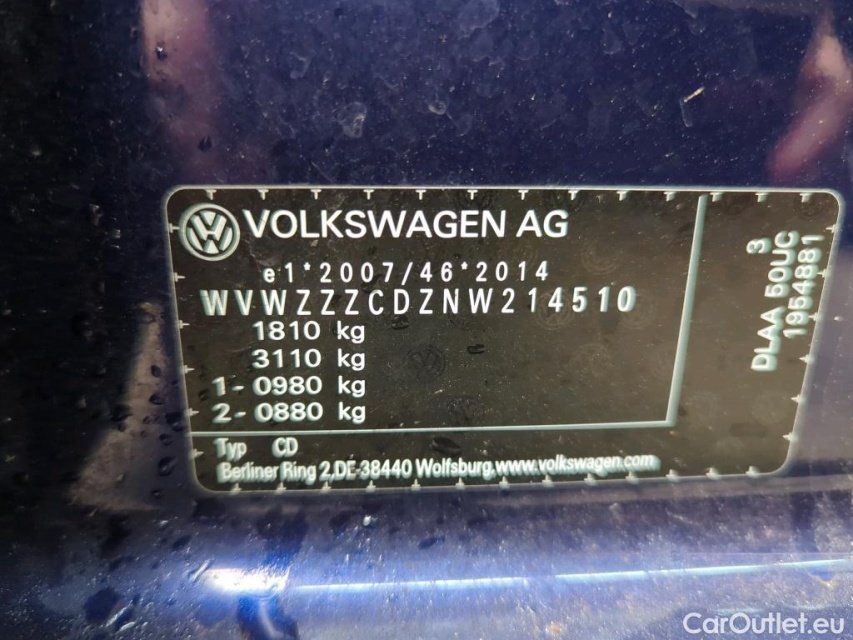 VOLKSWAGEN AG
e1*2007/46*2014
WVWZZZCDZNW214510
1810 kg
3110 kg
1-0980 kg
2-0880 kg
Typ CD
Berliner Ring 2,DE-38440 Wolfsburg,www.volkswagen.com
3
DLAA 50UC
1954881
CarOutlet.eu